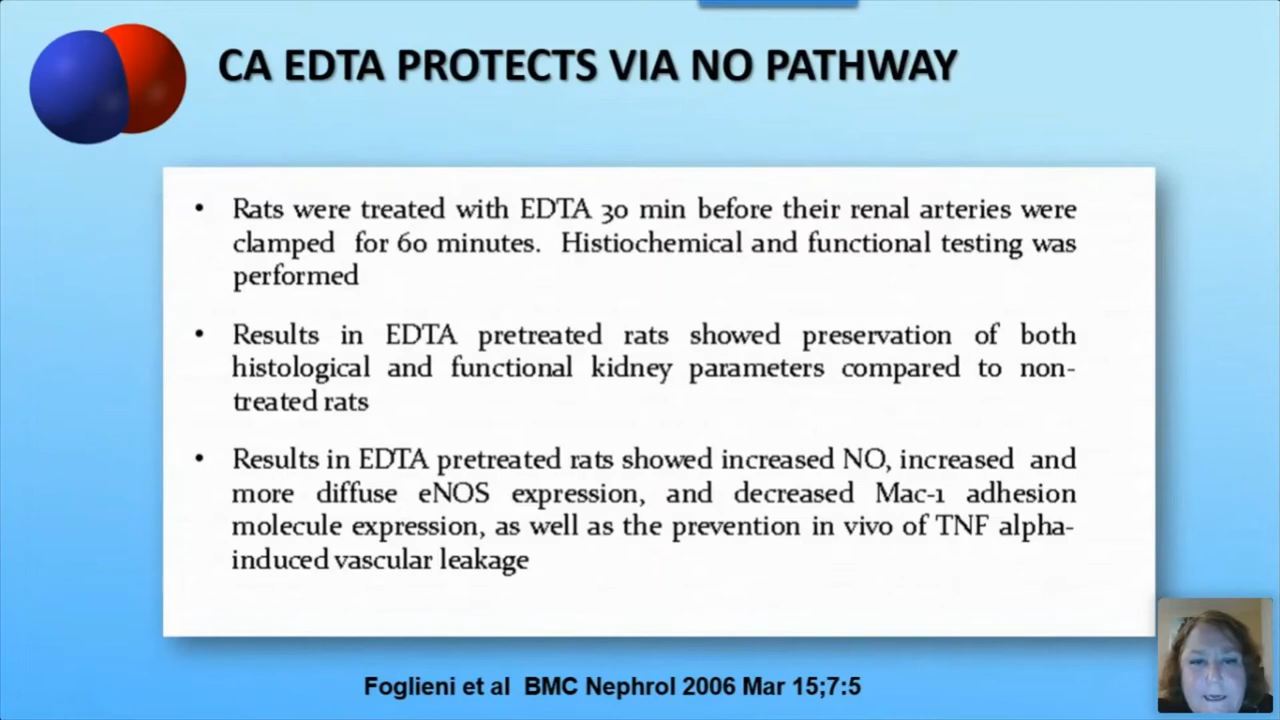 CA EDTA PROTECTS VIA NO PATHWAY
• Rats were treated with EDTA 30 min before their renal arteries were
clamped for 60 minutes. Histiochemical and functional testing was
performed
• Results in EDTA pretreated rats showed preservation of both
histological and functional kidney parameters compared to non-
treated rats
• Results in EDTA pretreated rats showed increased NO, increased and
more diffuse eNOS expression, and decreased Mac-1 adhesion
molecule expression, as well as the prevention in vivo of TNF alpha-
induced vascular leakage
Foglieni et al BMC Nephrol 2006 Mar 15;7:5